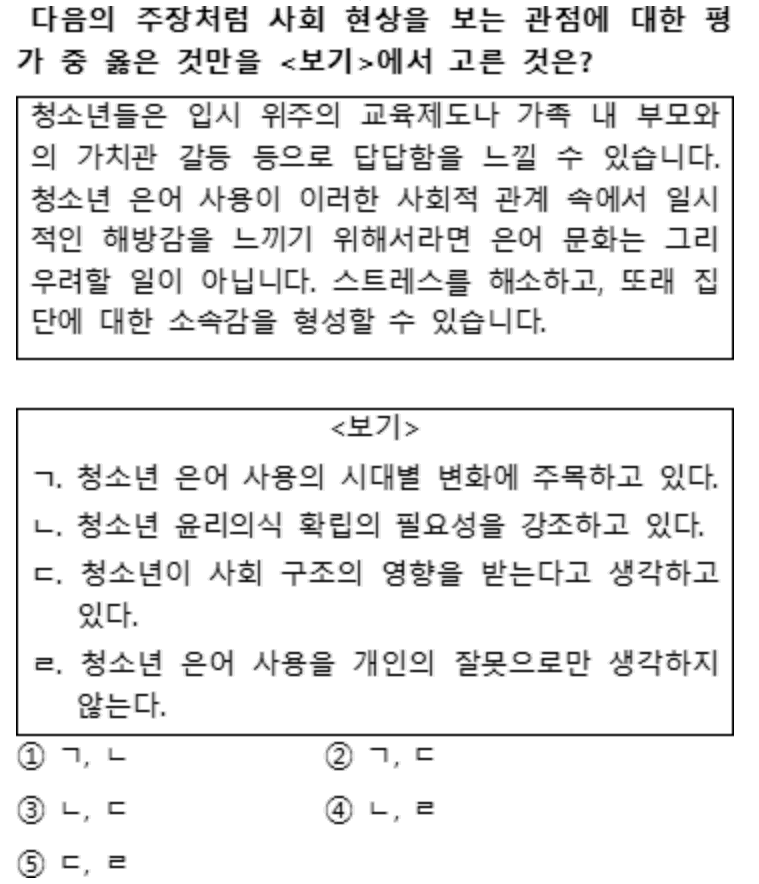 다음의 주장처럼 사회 현상을 보는 관점에 대한 평
가 중 옳은 것만을 <보기>에서 고른 것은?
청소년들은 입시 위주의 교육제도나 가족 내 부모와
의 가치관 갈등 등으로 답답함을 느낄 수 있습니다.
청소년 은어 사용이 이러한 사회적 관계 속에서 일시
적인 해방감을 느끼기 위해서라면 은어 문화는 그리
우려할 일이 아닙니다. 스트레스를 해소하고, 또래 집
단에 대한 소속감을 형성할 수 있습니다.
<보기>
ㄱ. 청소년 은어 사용의 시대별 변화에 주목하고 있다.
ㄴ. 청소년 윤리의식 확립의 필요성을 강조하고 있다.
ㄷ. 청소년이 사회 구조의 영향을 받는다고 생각하고
있다.
ㄹ. 청소년 은어 사용을 개인의 잘못으로만 생각하지
않는다.
① ㄱ, ㄴ ② ㄱ, ㄷ
③ ㄴ, ㄷ ④ ㄴ, ㄹ
⑤ ㄷ, ㄹ